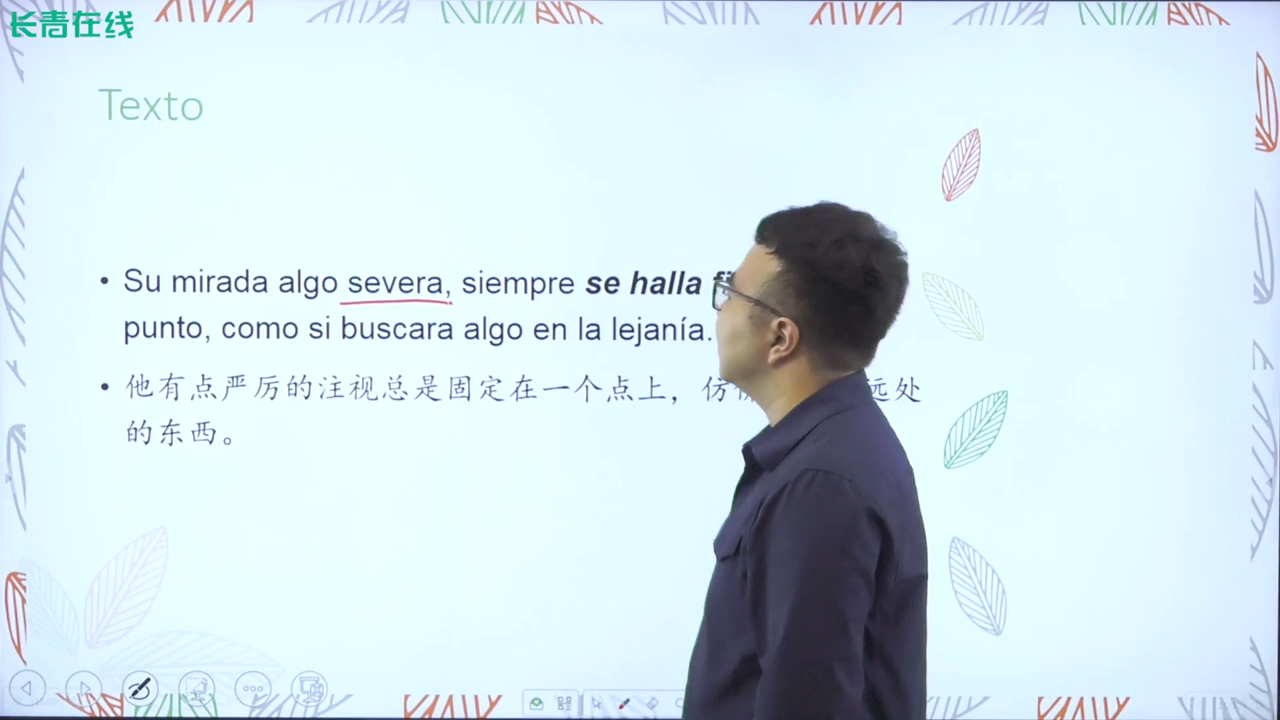 长青在线
Texto
• Su mirada algo severa, siempre se halla
punto, como si buscara algo en la lejanía.
• 他有点严厉的注视总是固定在一个点上，仿 远处
的东西。